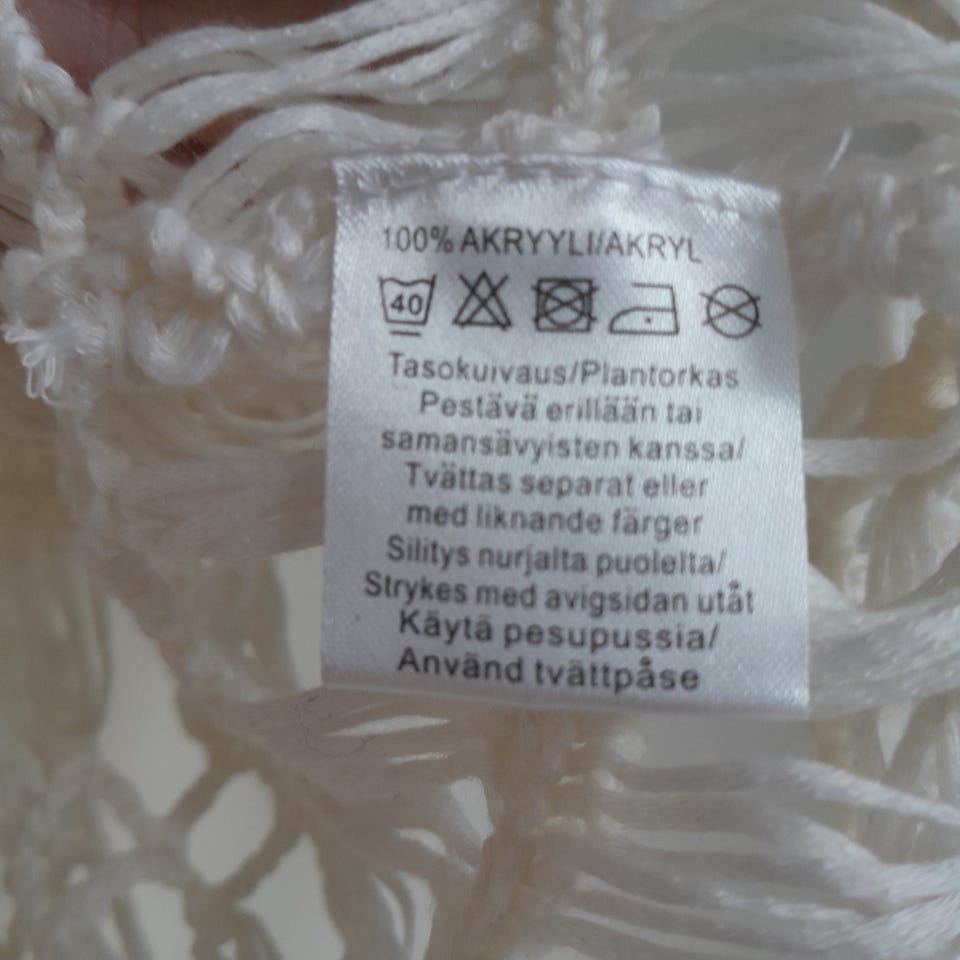 100% AKRYYLI/AKRYL
40
Tasokuivaus/Plantorkas
Pestävä erillään tai
samansävyisten kanssa/
Tvättas separat eller
med liknande färger
Silitys nurjalta puolelta/
Strykes med avigsidan utåt
Käytä pesupussia/
Använd tvättpåse